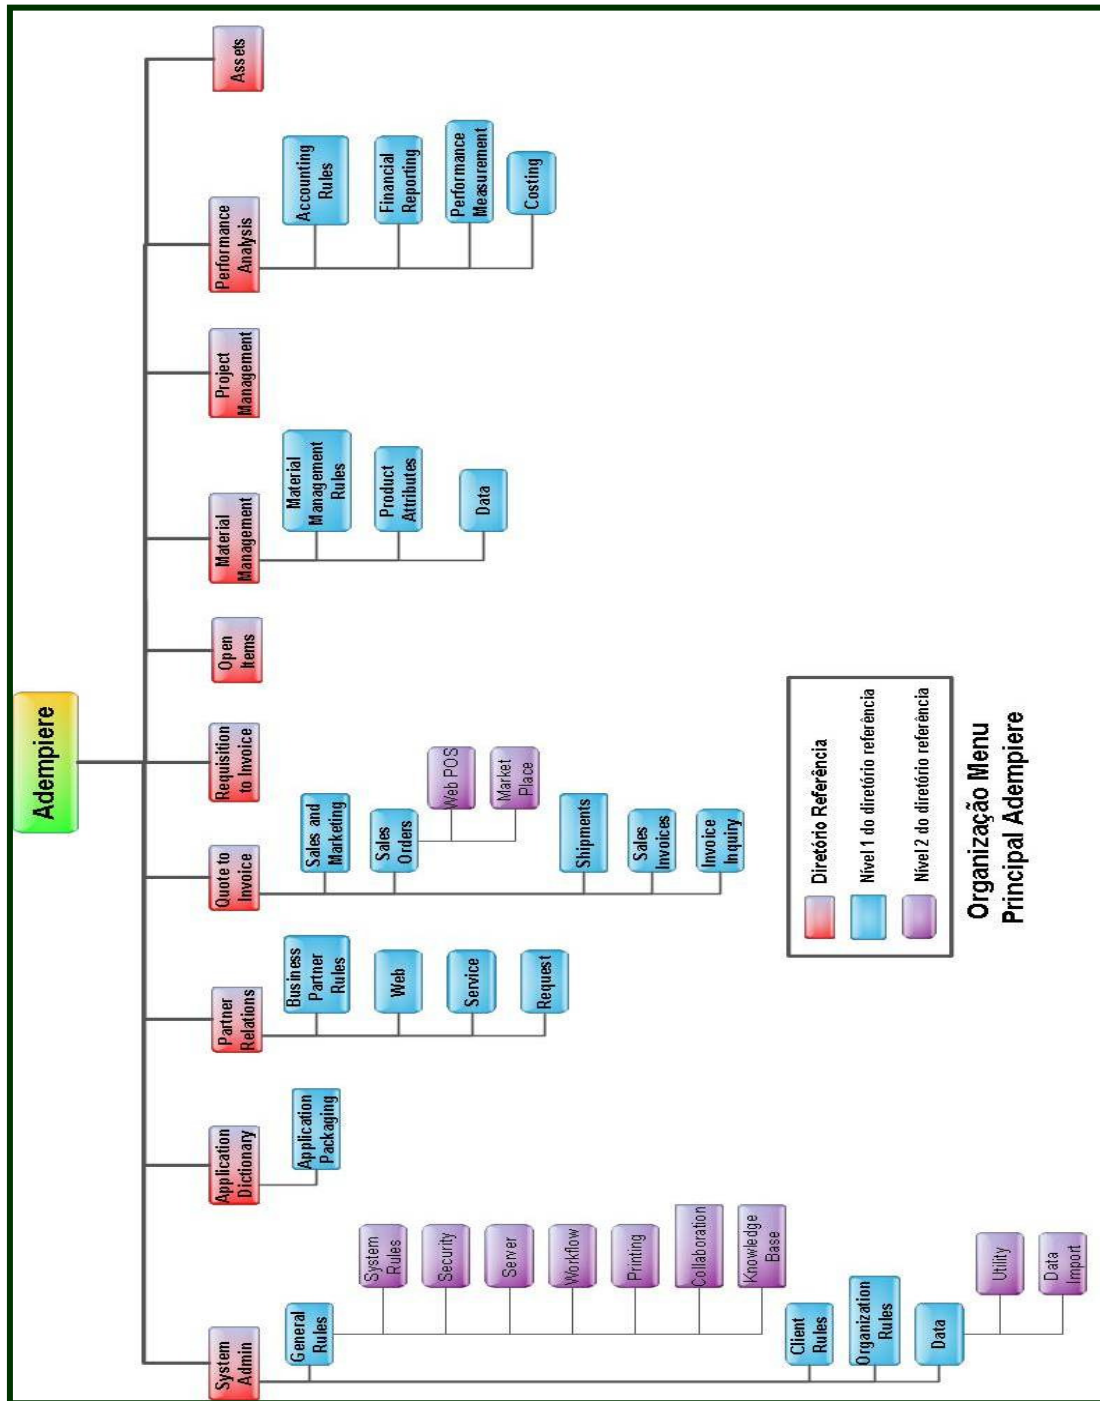 Adempiere
System
Admin
General
Rules
System
Rules
Security
Server
Workflow
Printing
Collaboration
Knowledge
Base
Client Rules
Organization
Rules
Data
Utility
Data
Import
Application
Dictionary
Application
Packaging
Partner
Relations
Business
Partner
Rules
Web
Service
Request
Quote to
Invoice
Sales and
Marketing
Sales
Orders
Web POS
Market
Place
Shipments
Sales
Invoices
Invoice
Inquiry
Requisition
to Invoice
Open
Items
Material
Management
Material
Management
Rules
Product
Attributes
Data
Project
Management
Performance
Analysis
Accounting
Rules
Financial
Reporting
Performance
Measurement
Costing
Assets
Diretório Referência
Nível 1 do diretório referência
Nível 2 do diretório referência
Organização Menu
Principal Adempiere